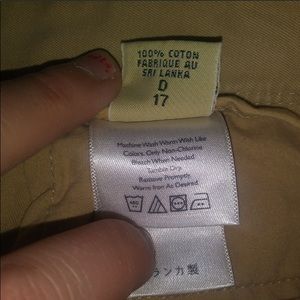 100% COTON
FABRIQUE AU
SRI LANKA
D
17
Machine Wash Warm With Like
Colors, Only Non-Chlorine
Bleach When Needed
Tumble Dry,
Remove Promptly,
Warm Iron As Desired
ランカ製